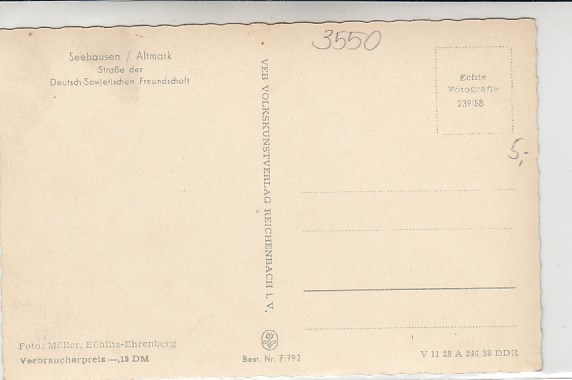 3550
Seehausen / Altmark
Straße der
Deutsch-Sowjetischen Freundschaft
Echte
Fotografie
239/58
5,-
VEB VOLKSKUNSTVERLAG REICHENBACH i. V.
Foto: Müller, Böhlitz-Ehrenberg
Verbraucherpreis —,15 DM
Best. Nr. 7/792
V 11 28 A 240/58 DDR